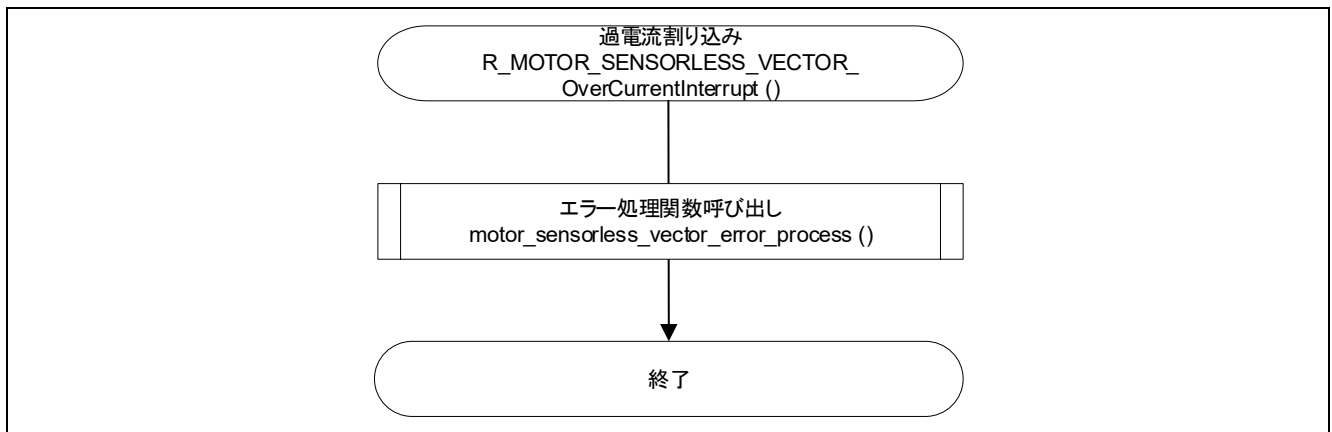 過電流割り込み
R_MOTOR_SENSORLESS_VECTOR_
OverCurrentInterrupt ()
エラー処理関数呼び出し
motor_sensorless_vector_error_process ()
終了